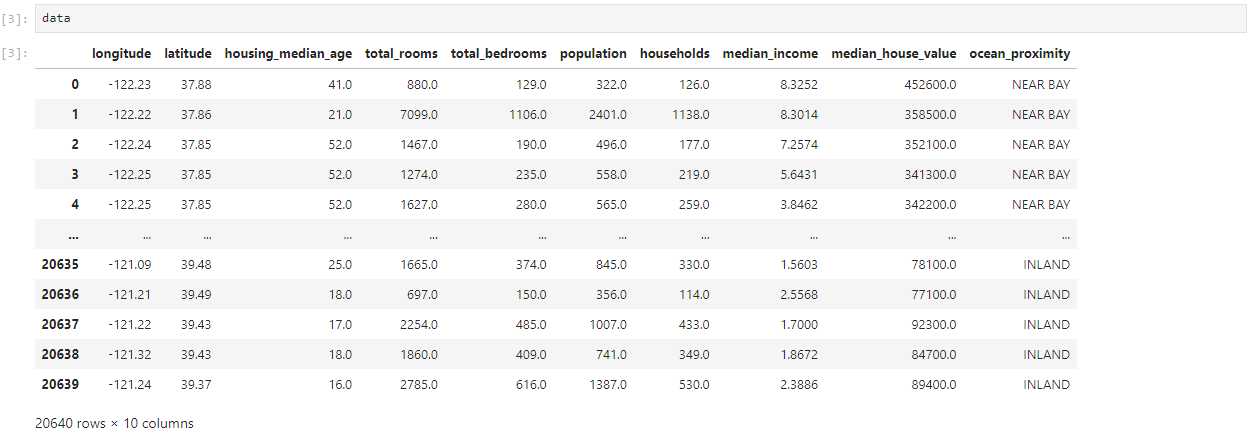 [3]: data
[3]:
longitude latitude housing_median_age total_rooms total_bedrooms population households median_income median_house_value ocean_proximity
0 -122.23 37.88 41.0 880.0 129.0 322.0 126.0 8.3252 452600.0 NEAR BAY
1 -122.22 37.86 21.0 7099.0 1106.0 2401.0 1138.0 8.3014 358500.0 NEAR BAY
2 -122.24 37.85 52.0 1467.0 190.0 496.0 177.0 7.2574 352100.0 NEAR BAY
3 -122.25 37.85 52.0 1274.0 235.0 558.0 219.0 5.6431 341300.0 NEAR BAY
4 -122.25 37.85 52.0 1627.0 280.0 565.0 259.0 3.8462 342200.0 NEAR BAY
... ... ... ... ... ... ... ... ... ... ...
20635 -121.09 39.48 25.0 1665.0 374.0 845.0 330.0 1.5603 78100.0 INLAND
20636 -121.21 39.49 18.0 697.0 150.0 356.0 114.0 2.5568 77100.0 INLAND
20637 -121.22 39.43 17.0 2254.0 485.0 1007.0 433.0 1.7000 92300.0 INLAND
20638 -121.32 39.43 18.0 1860.0 409.0 741.0 349.0 1.8672 84700.0 INLAND
20639 -121.24 39.37 16.0 2785.0 616.0 1387.0 530.0 2.3886 89400.0 INLAND
20640 rows × 10 columns